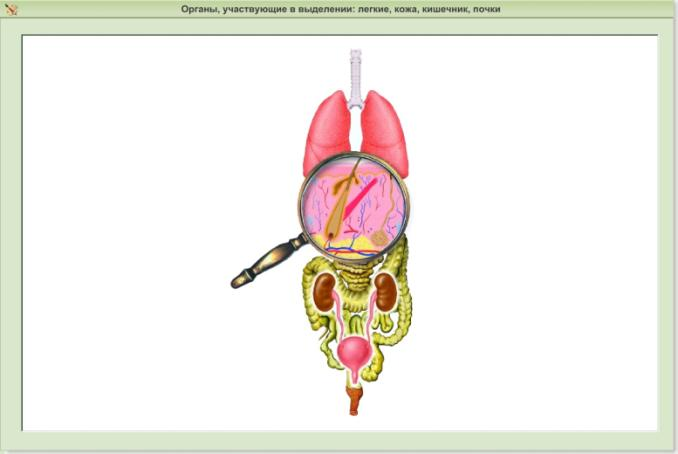 Органы, участвующие в выделении: легкие, кожа, кишечник, почки